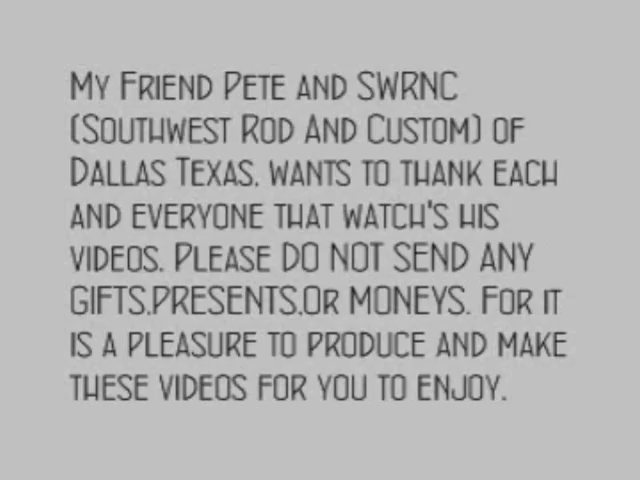 My Friend Pete and SWRNC
(Southwest Rod And Custom) of
Dallas Texas, wants to thank each
and everyone that watch's his
videos. Please DO NOT SEND ANY
GIFTS,PRESENTS,Or MONEYS. For it
is a pleasure to produce and make
these videos for you to enjoy.